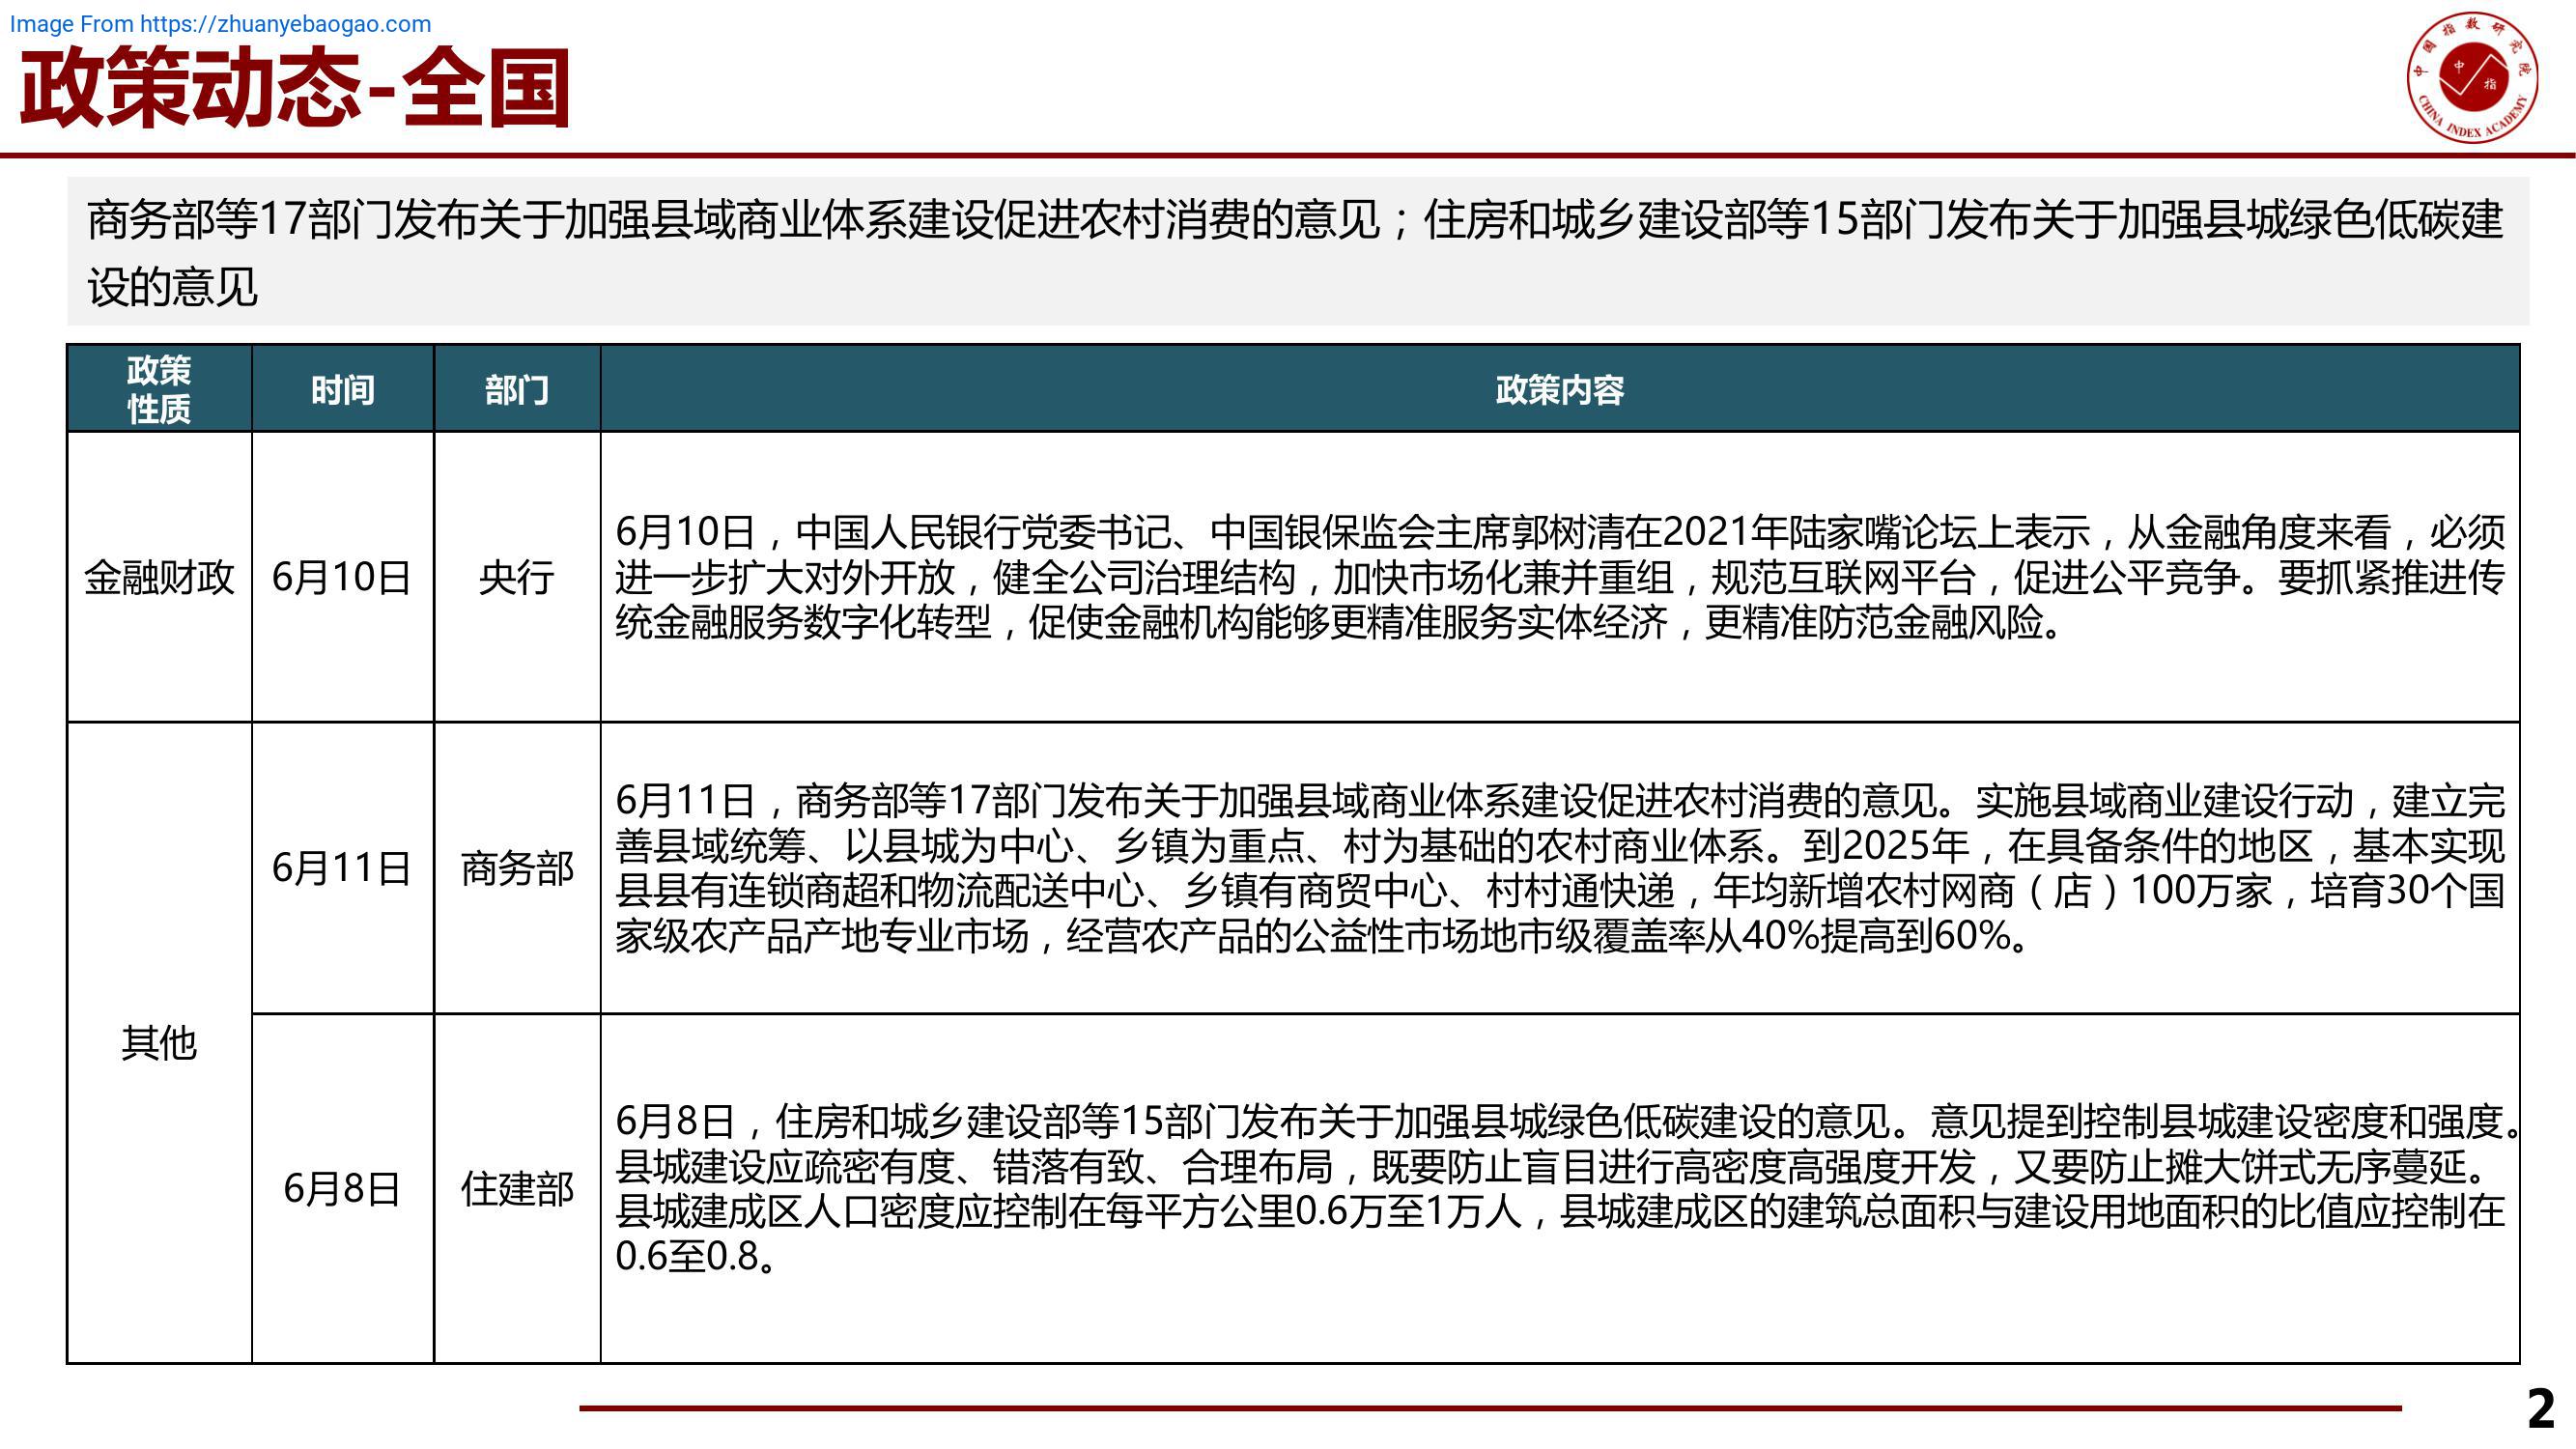 Image From https://zhuanyebaogao.com
政策动态-全国
中国指数研究院
中指
CHINA INDEX ACADEMY
商务部等17部门发布关于加强县域商业体系建设促进农村消费的意见；住房和城乡建设部等15部门发布关于加强县城绿色低碳建
设的意见
政策
性质
时间
部门
政策内容
金融财政
6月10日
央行
6月10日，中国人民银行党委书记、中国银保监会主席郭树清在2021年陆家嘴论坛上表示，从金融角度来看，必须
进一步扩大对外开放，健全公司治理结构，加快市场化兼并重组，规范互联网平台，促进公平竞争。要抓紧推进传
统金融服务数字化转型，促使金融机构能够更精准服务实体经济，更精准防范金融风险。
其他
6月11日
商务部
6月11日，商务部等17部门发布关于加强县域商业体系建设促进农村消费的意见。实施县域商业建设行动，建立完
善县域统筹、以县城为中心、乡镇为重点、村为基础的农村商业体系。到2025年，在具备条件的地区，基本实现
县县有连锁商超和物流配送中心、乡镇有商贸中心、村村通快递，年均新增农村网商（店）100万家，培育30个国
家级农产品产地专业市场，经营农产品的公益性市场地市级覆盖率从40%提高到60%。
6月8日
住建部
6月8日，住房和城乡建设部等15部门发布关于加强县城绿色低碳建设的意见。意见提到控制县城建设密度和强度。
县城建设应疏密有度、错落有致、合理布局，既要防止盲目进行高密度高强度开发，又要防止摊大饼式无序蔓延。
县城建成区人口密度应控制在每平方公里0.6万至1万人，县城建成区的建筑总面积与建设用地面积的比值应控制在
0.6至0.8。
2